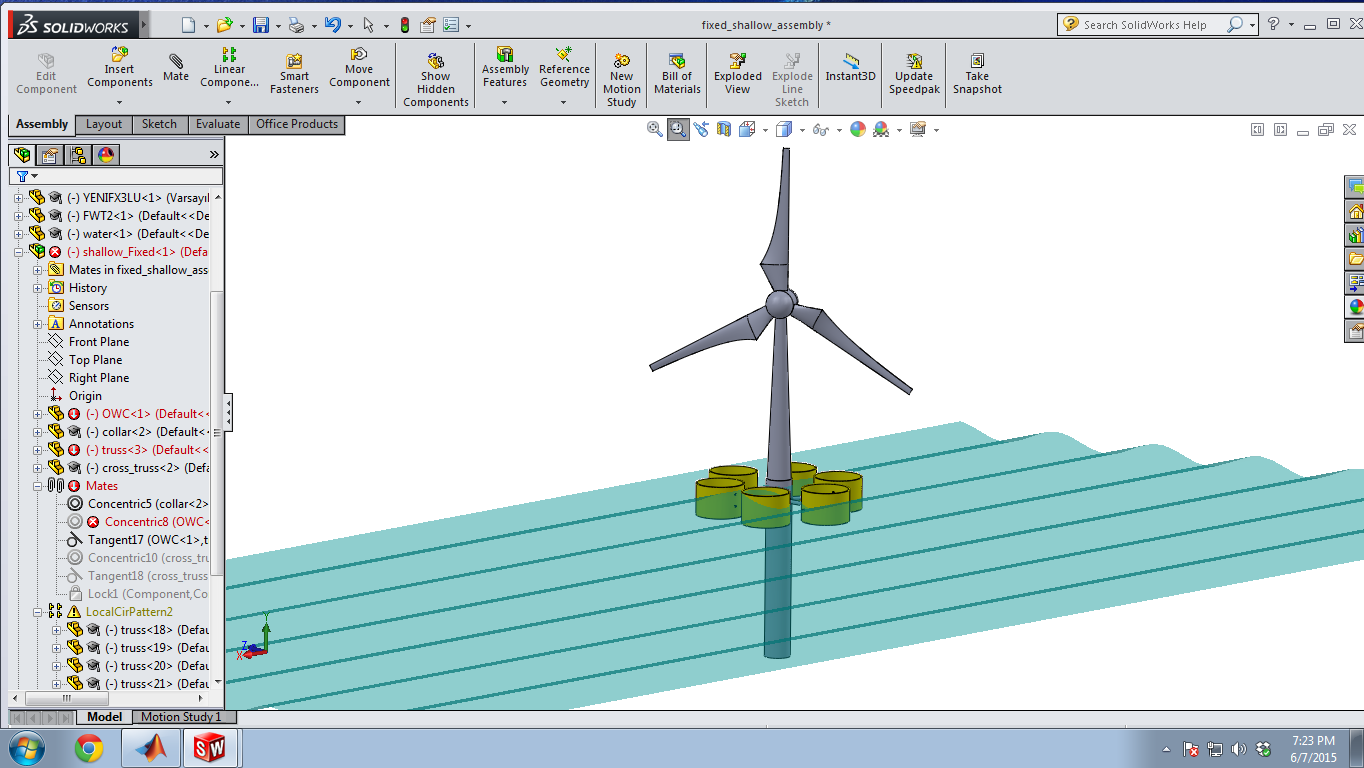 SOLIDWORKS
fixed_shallow_assembly *
Search SolidWorks Help
Edit Component
Insert Components
Mate
Linear Compone...
Smart Fasteners
Move Component
Show Hidden Components
Assembly Features
Reference Geometry
New Motion Study
Bill of Materials
Exploded View
Explode Line Sketch
Instant3D
Update Speedpak
Take Snapshot
Assembly Layout Sketch Evaluate Office Products
(-) YENIFX3LU<1> (Varsayıl
(-) FWT2<1> (Default<<De
(-) water<1> (Default<<De
(-) shallow_Fixed<1> (Defa
Mates in fixed_shallow_ass
History
Sensors
Annotations
Front Plane
Top Plane
Right Plane
Origin
(-) OWC<1> (Default<<
(-) collar<2> (Default<
(-) truss<3> (Default<<
(-) cross_truss<2> (Defa
Mates
Concentric5 (collar<2>
Concentric8 (OWC<
Tangent17 (OWC<1>,t
Concentric10 (cross_tru
Tangent18 (cross_truss
Lock1 (Component,Co
LocalCirPattern2
(-) truss<18> (Defau
(-) truss<19> (Defau
(-) truss<20> (Defau
(-) truss<21> (Defau
Y
Z
X
Model Motion Study 1
SW
7:23 PM
6/7/2015